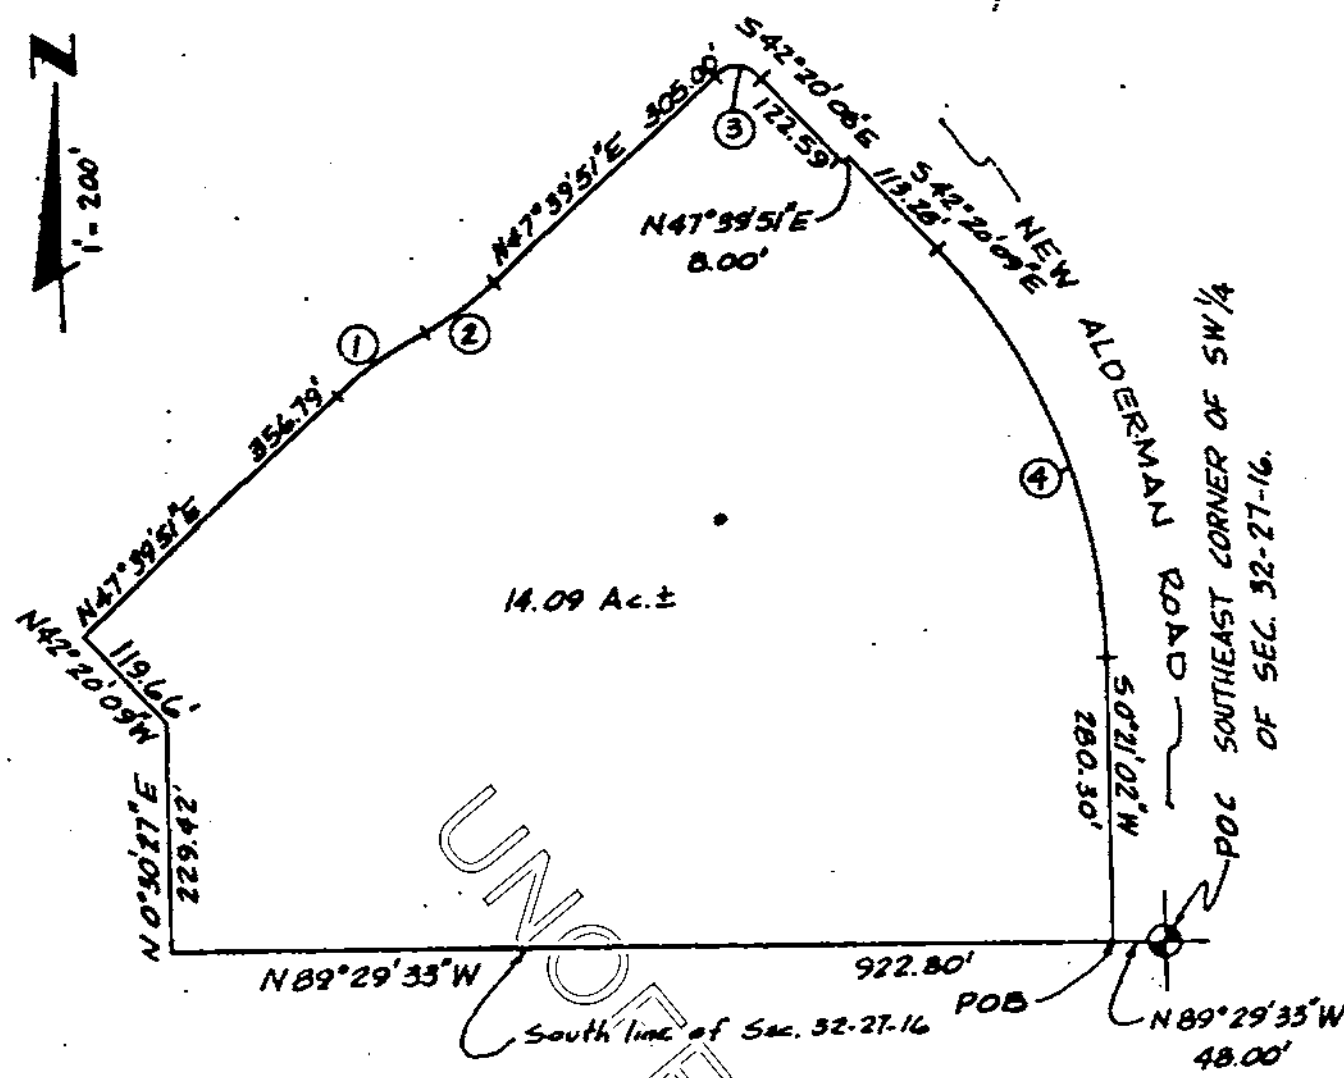 N
1"= 200'
S42°20'08"E
122.59'
③
305.00'
N47°39'51"E
N47°39'51"E
8.00'
S42°20'09"E
113.28'
NEW ALDERMAN ROAD
①
②
356.79'
N47°39'51"E
④
14.09 Ac.±
N42°20'09"W
119.66'
S0°21'02"W
280.30'
N0°30'27"E
229.42'
N89°29'33"W
922.80'
POB
South line of Sec. 32-27-16
N89°29'33"W
48.00'
POC SOUTHEAST CORNER OF SW 1/4
OF SEC. 32-27-16.